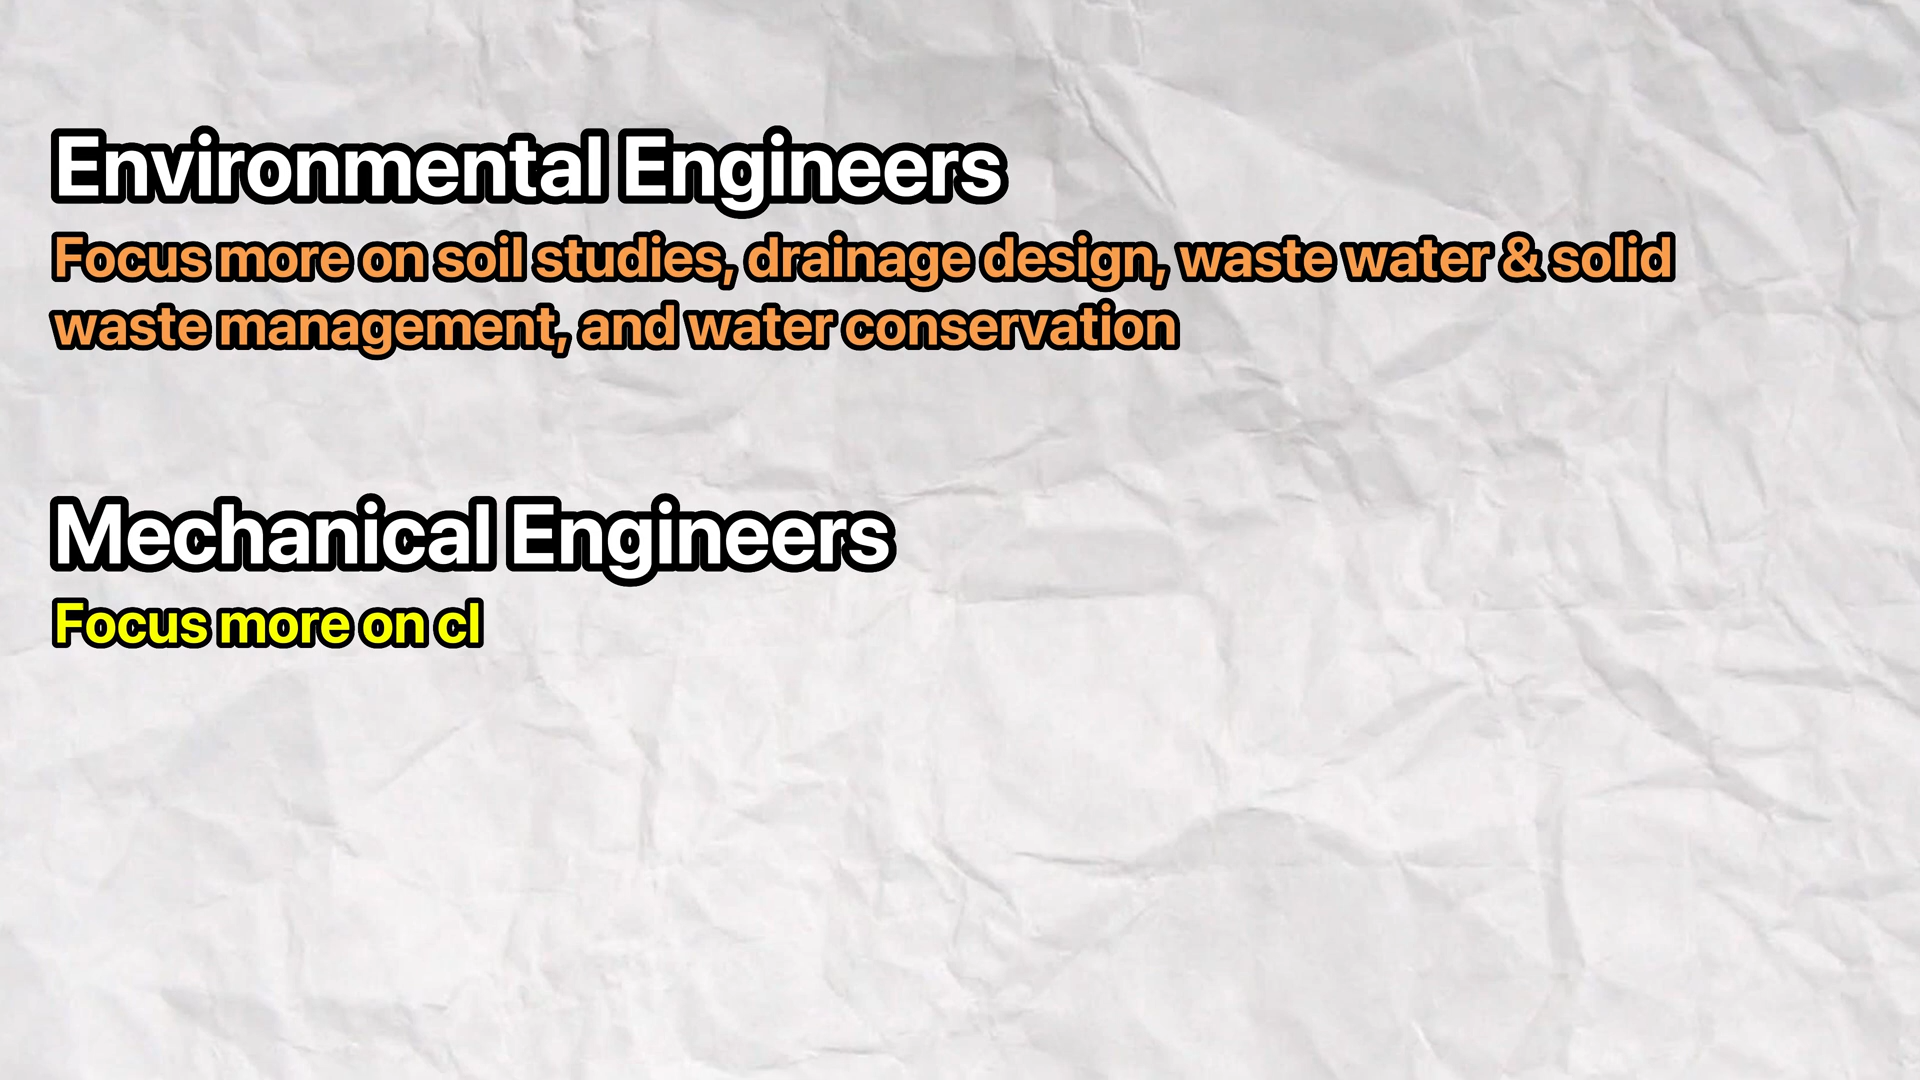 Environmental Engineers
Focus more on soil studies, drainage design, waste water & solid
waste management, and water conservation
Mechanical Engineers
Focus more on cl